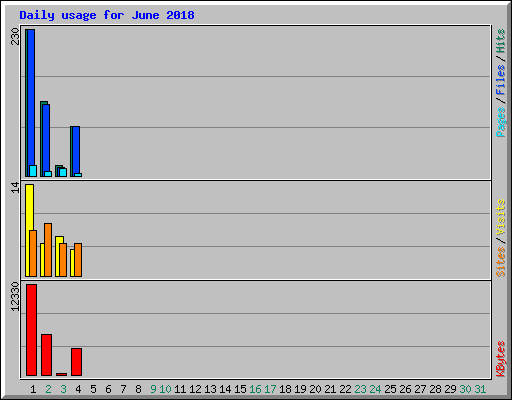 Daily usage for June 2018
230
Pages / Files / Hits
14
Sites / Visits
12330
KBytes
1 2 3 4 5 6 7 8 9 10 11 12 13 14 15 16 17 18 19 20 21 22 23 24 25 26 27 28 29 30 31